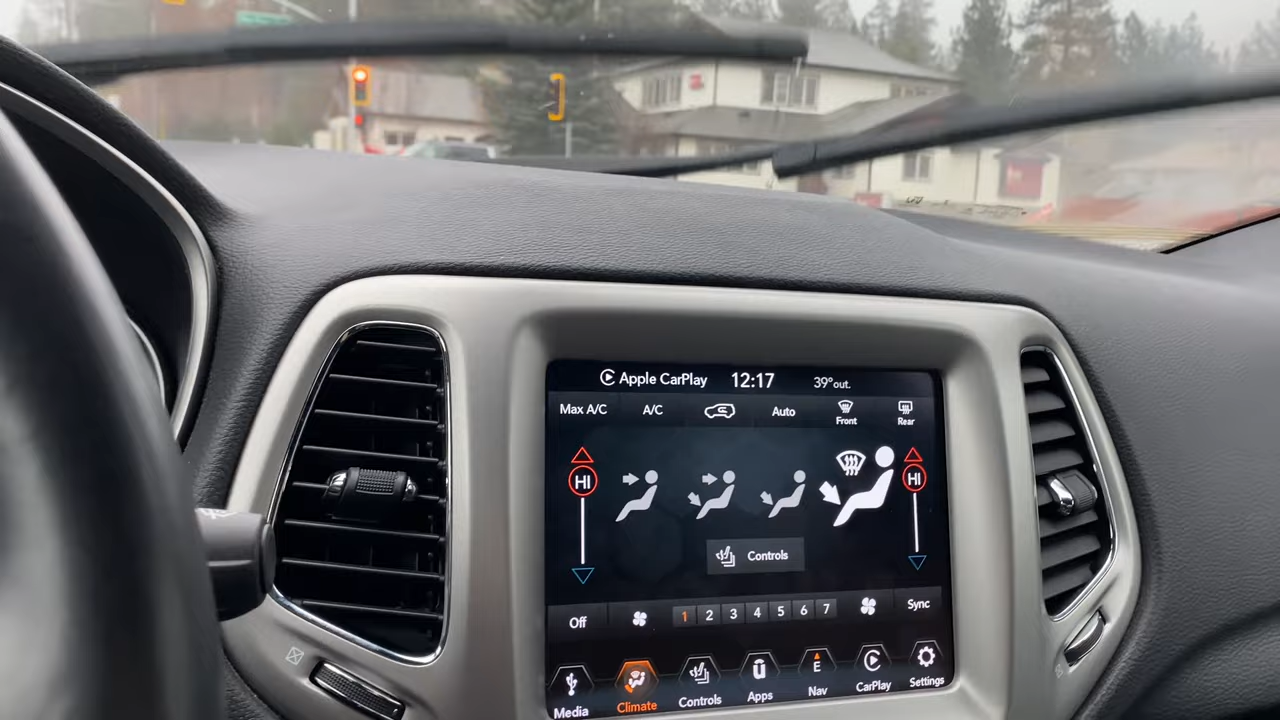 Apple CarPlay 12:17 39°out.
Max A/C A/C Auto Front Rear
HI HI
Controls
Off 1 2 3 4 5 6 7 Sync
Media Climate Controls Apps E Nav CarPlay Settings